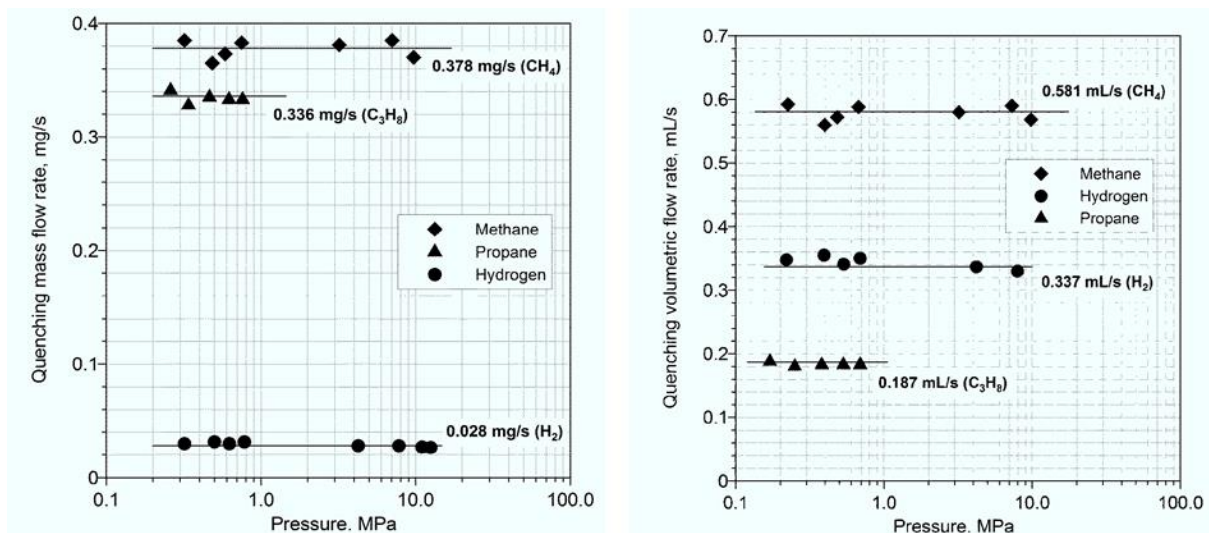 Quenching mass flow rate, mg/s
0.4
0.3
0.2
0.1
0
0.378 mg/s (CH₄)
0.336 mg/s (C₃H₈)
Methane
Propane
Hydrogen
0.028 mg/s (H₂)
0.1 1.0 10.0 100.0
Pressure. MPa
Quenching volumetric flow rate, mL/s
0.7
0.6
0.5
0.4
0.3
0.2
0.1
0
0.581 mL/s (CH₄)
Methane
Hydrogen
Propane
0.337 mL/s (H₂)
0.187 mL/s (C₃H₈)
0.1 1.0 10.0 100.0
Pressure. MPa